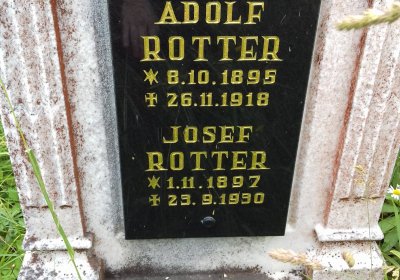 ADOLF
ROTTER
* 8.10.1895
✝ 26.11.1918
JOSEF
ROTTER
* 1.11.1897
✝ 23.9.1930